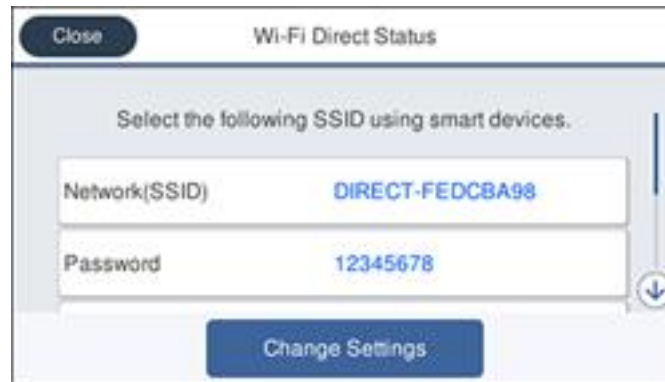 Close
Wi-Fi Direct Status
Select the following SSID using smart devices.
Network(SSID) DIRECT-FEDCBA98
Password 12345678
Change Settings